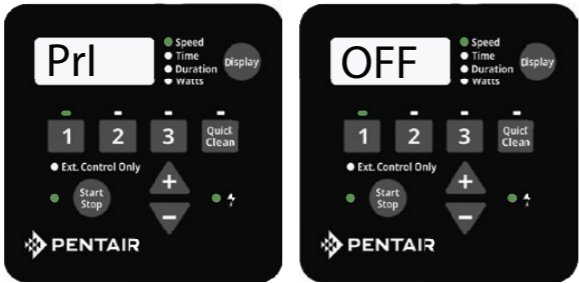 PrI
Speed
Time
Duration
Watts
Display
1 2 3 Quick Clean
Ext. Control Only
Start Stop
+
−
PENTAIR
OFF
Speed
Time
Duration
Watts
Display
1 2 3 Quick Clean
Ext. Control Only
Start Stop
+
−
PENTAIR